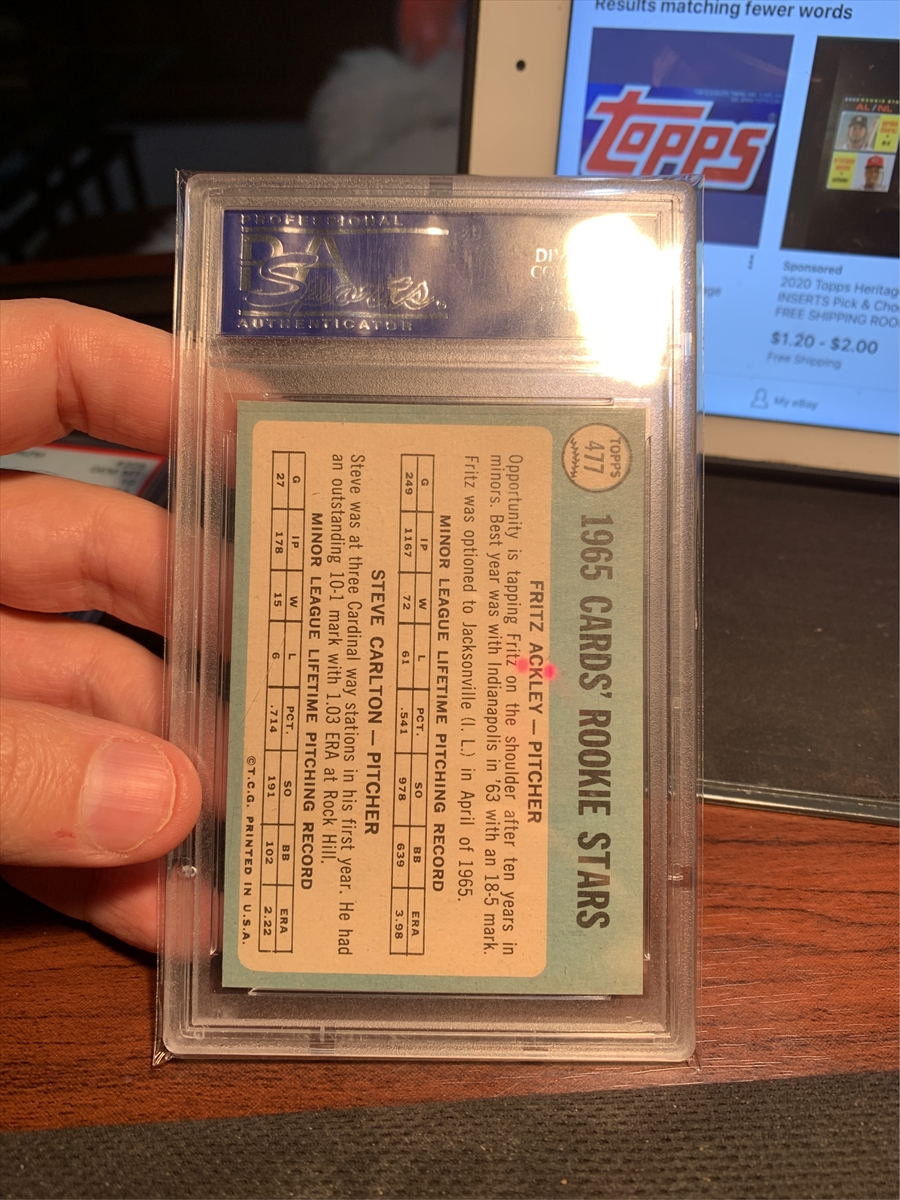 Results matching fewer words
TOPPS
AL/NL
Sponsored
2020 Topps Heritag
INSERTS Pick & Cho
FREE SHIPPING ROO
$1.20 - $2.00
Free Shipping
My eBay
PROFESSIONAL
PSA
Sports
AUTHENTICATOR
TOPPS
477
1965 CARDS' ROOKIE STARS
FRITZ ACKLEY — PITCHER
Opportunity is tapping Fritz on the shoulder after ten years in
minors. Best year was with Indianapolis in '63 with an 18-5 mark.
Fritz was optioned to Jacksonville (I. L.) in April of 1965.
MINOR LEAGUE LIFETIME PITCHING RECORD
G IP W L PCT. SO BB ERA
249 1167 72 61 .541 978 639 3.98
STEVE CARLTON — PITCHER
Steve was at three Cardinal way stations in his first year. He had
an outstanding 10-1 mark with 1.03 ERA at Rock Hill.
MINOR LEAGUE LIFETIME PITCHING RECORD
G IP W L PCT. SO BB ERA
27 178 15 6 .714 191 102 2.22
©T.C.G. PRINTED IN U.S.A.